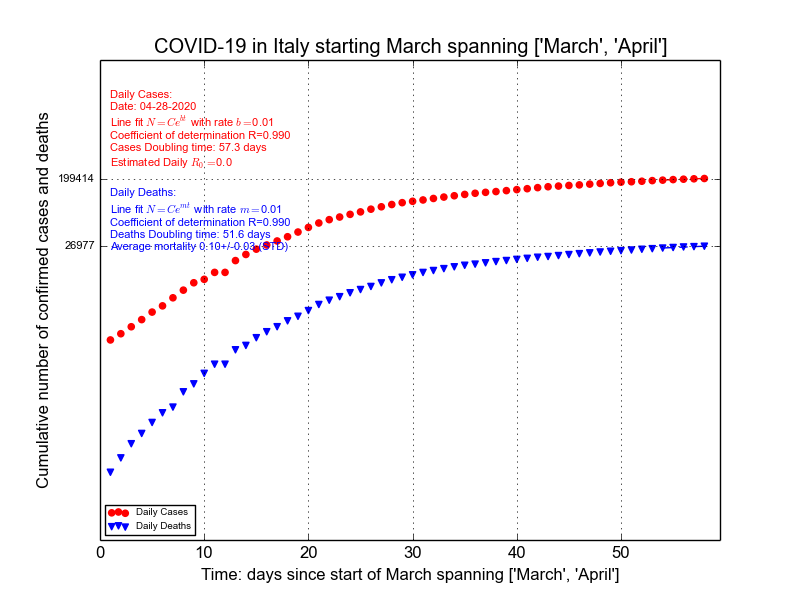 COVID-19 in Italy starting March spanning ['March', 'April']
Daily Cases:
Date: 04-28-2020
Line fit N = Ce^{bt} with rate b =0.01
Coefficient of determination R=0.990
Cases Doubling time: 57.3 days
Estimated Daily R_0 =0.0
199414
Daily Deaths:
Line fit N = Ce^{mt} with rate m =0.01
Coefficient of determination R=0.990
Deaths Doubling time: 51.6 days
Average mortality 0.10+/-0.03 (STD)
26977
Cumulative number of confirmed cases and deaths
Daily Cases
Daily Deaths
0 10 20 30 40 50
Time: days since start of March spanning ['March', 'April']